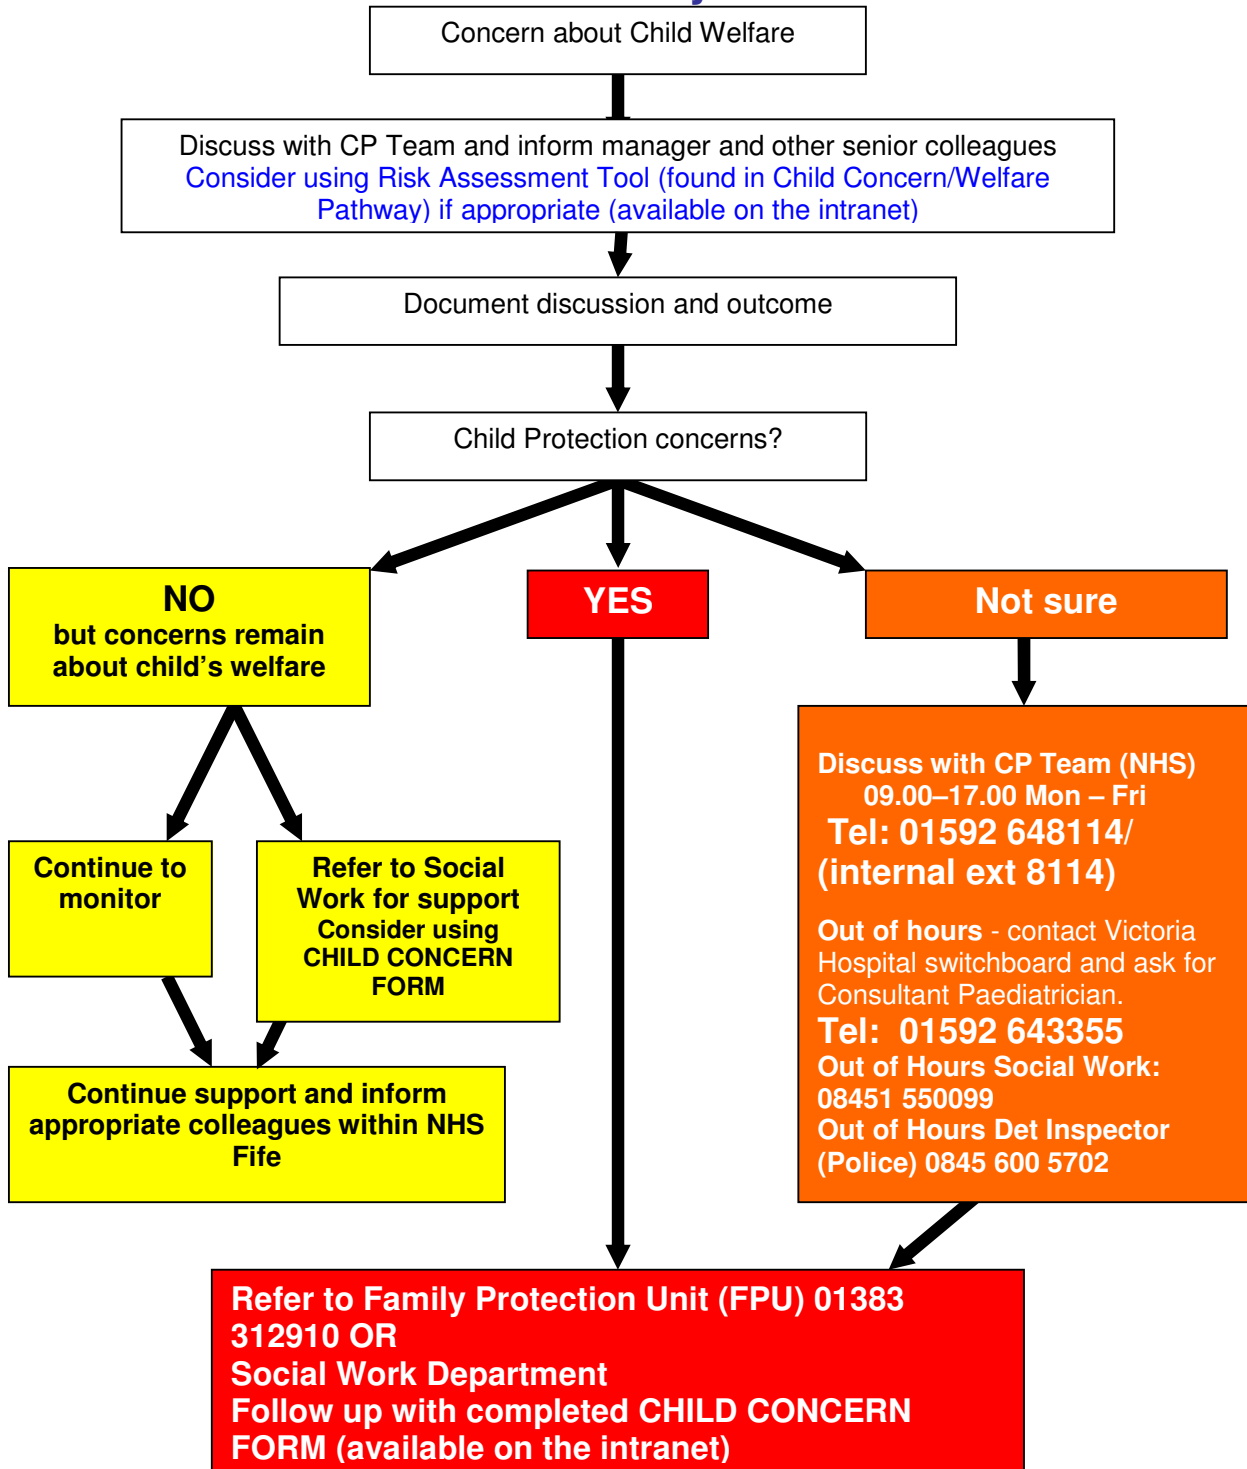 Concern about Child Welfare
Discuss with CP Team and inform manager and other senior colleagues
Consider using Risk Assessment Tool (found in Child Concern/Welfare
Pathway) if appropriate (available on the intranet)
Document discussion and outcome
Child Protection concerns?
NO
but concerns remain
about child's welfare
YES
Not sure
Continue to
monitor
Refer to Social
Work for support
Consider using
CHILD CONCERN
FORM
Continue support and inform
appropriate colleagues within NHS
Fife
Discuss with CP Team (NHS)
09.00–17.00 Mon – Fri
Tel: 01592 648114/
(internal ext 8114)
Out of hours - contact Victoria
Hospital switchboard and ask for
Consultant Paediatrician.
Tel: 01592 643355
Out of Hours Social Work:
08451 550099
Out of Hours Det Inspector
(Police) 0845 600 5702
Refer to Family Protection Unit (FPU) 01383
312910 OR
Social Work Department
Follow up with completed CHILD CONCERN
FORM (available on the intranet)